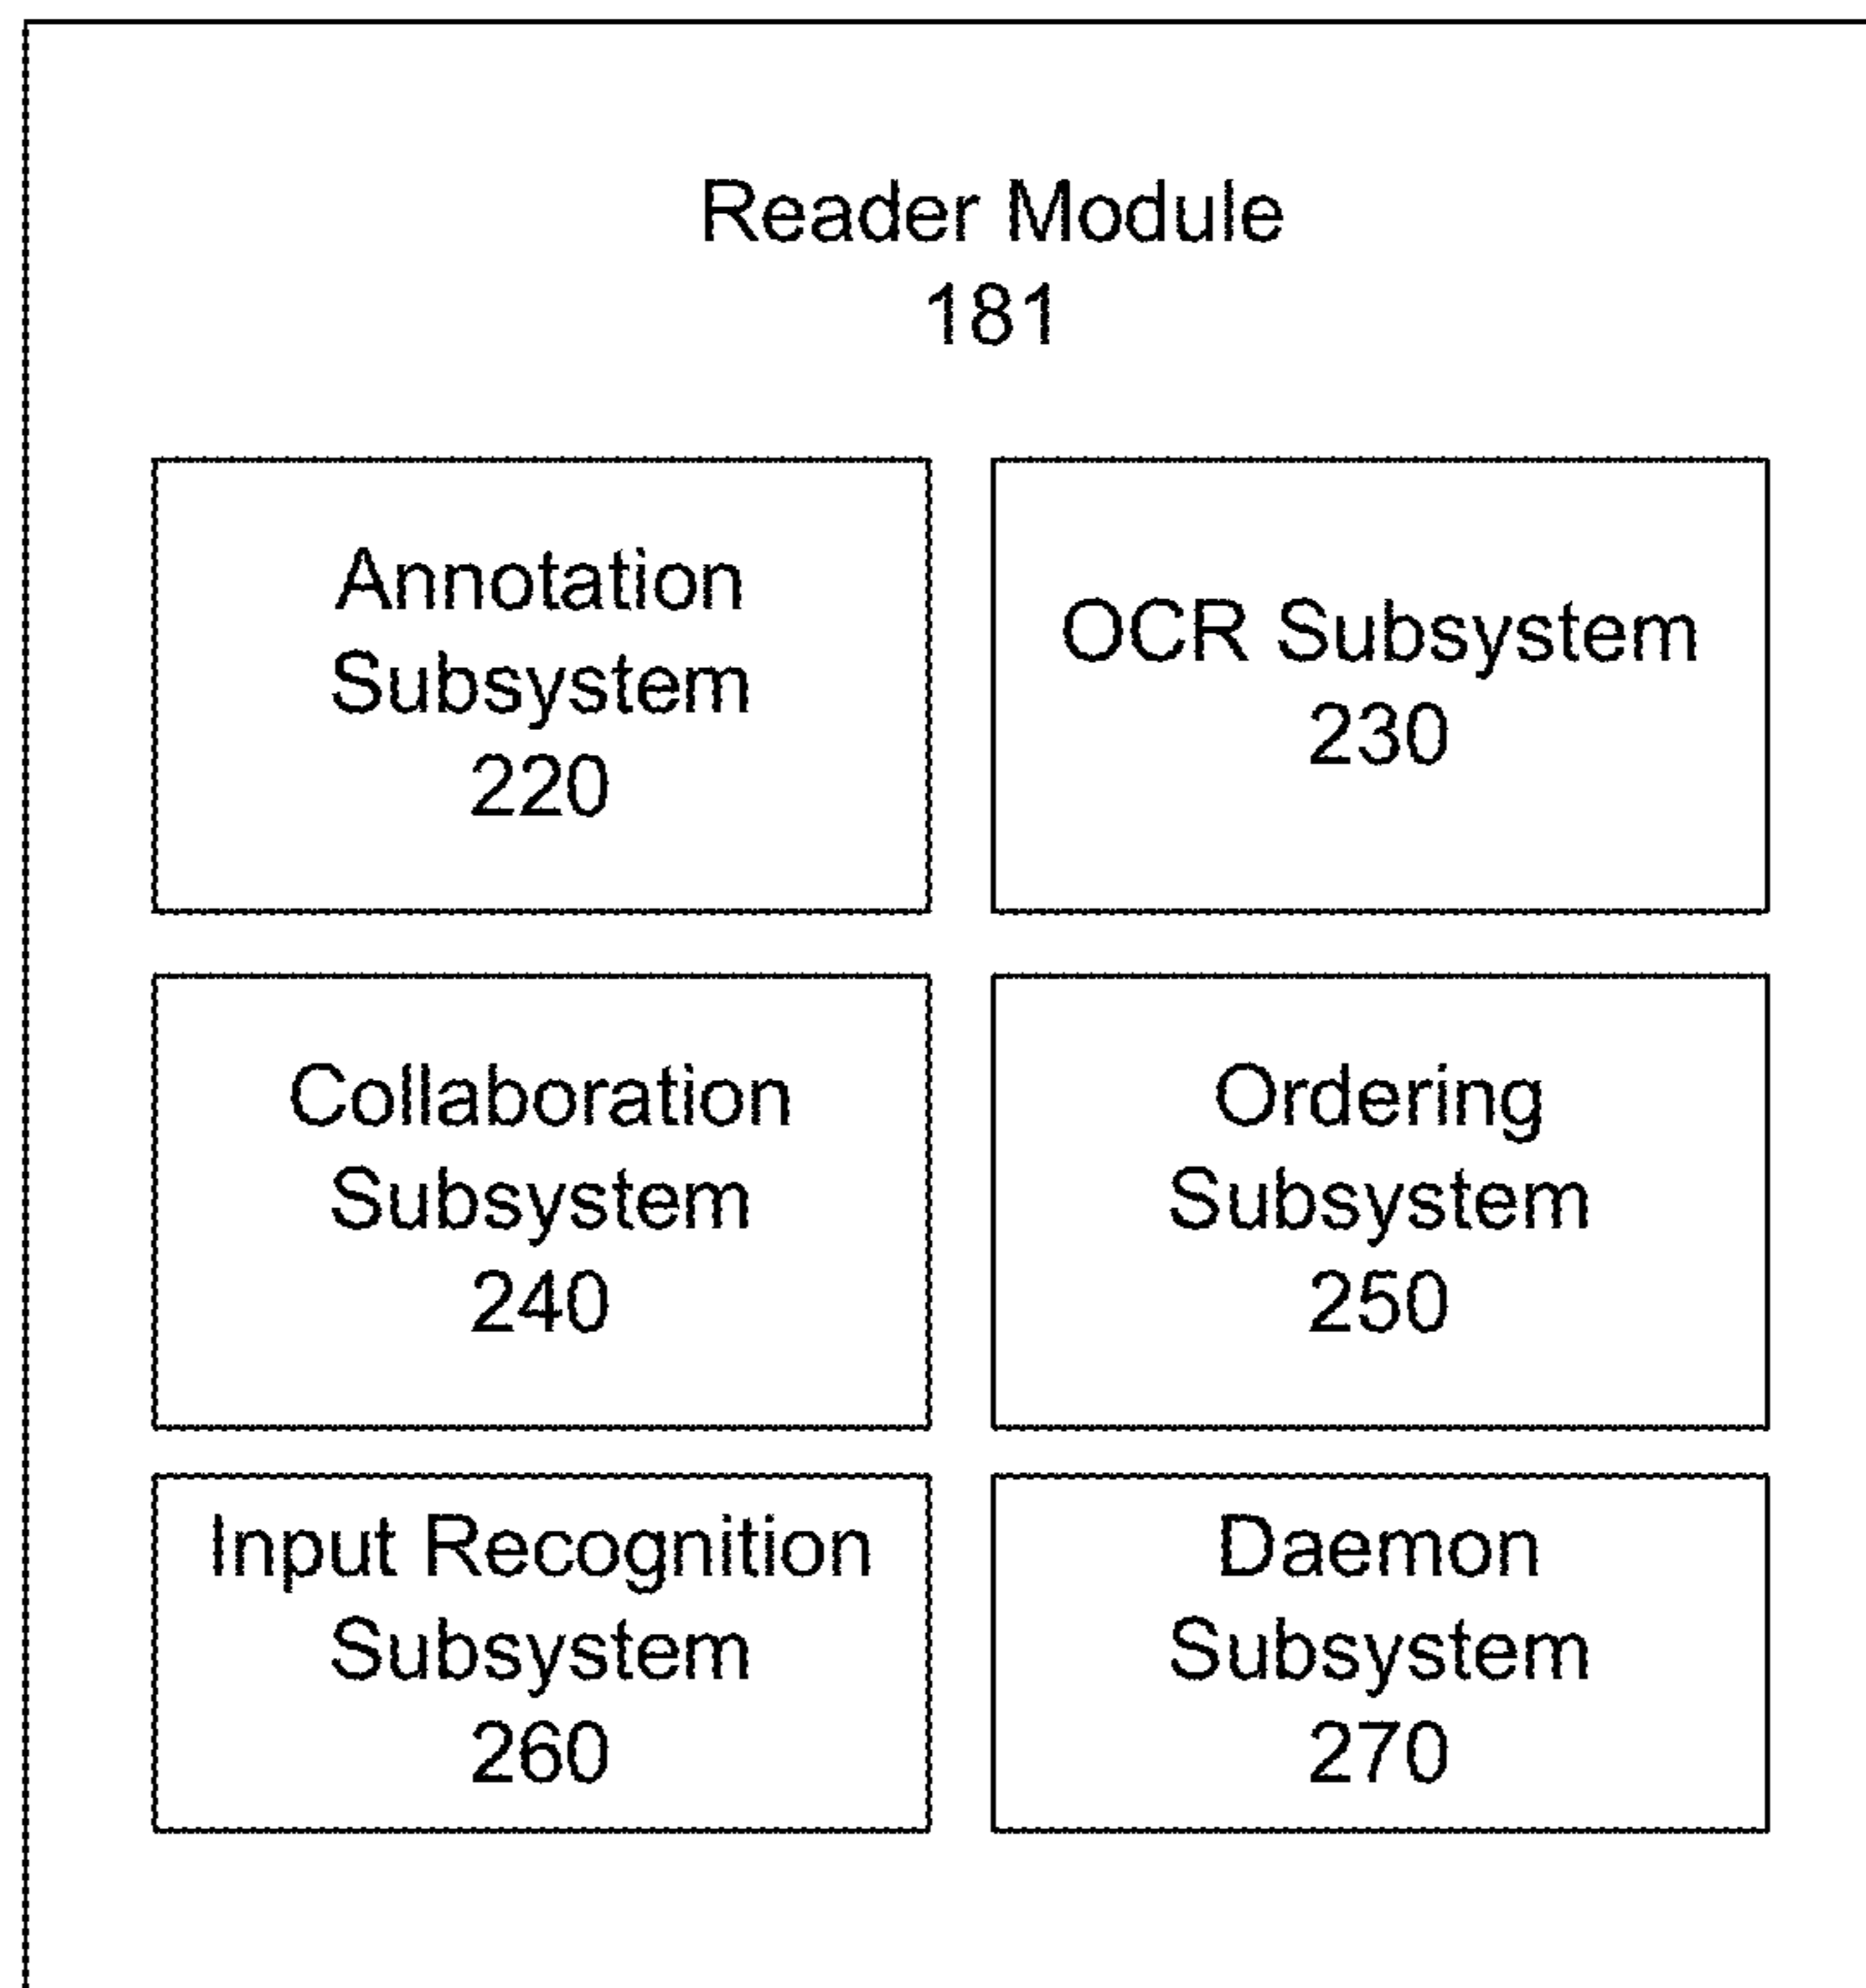 Reader Module
181
Annotation
Subsystem
220
OCR Subsystem
230
Collaboration
Subsystem
240
Ordering
Subsystem
250
Input Recognition
Subsystem
260
Daemon
Subsystem
270